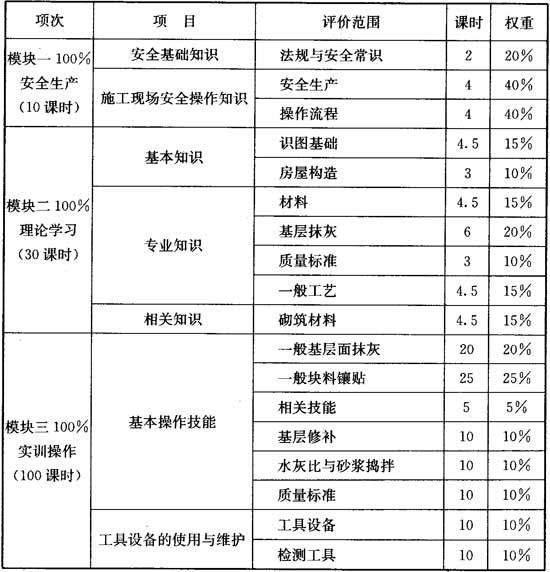 项次 项 目 评价范围 课时 权重
模块一 100% 安全生产 (10 课时) 安全基础知识 法规与安全常识 2 20%
施工现场安全操作知识 安全生产 4 40%
操作流程 4 40%
模块二 100% 理论学习 (30 课时) 基本知识 识图基础 4.5 15%
房屋构造 3 10%
专业知识 材料 4.5 15%
基层抹灰 6 20%
质量标准 3 10%
一般工艺 4.5 15%
相关知识 砌筑材料 4.5 15%
模块三 100% 实训操作 (100 课时) 基本操作技能 一般基层面抹灰 20 20%
一般块料镶贴 25 25%
相关技能 5 5%
基层修补 10 10%
水灰比与砂浆捣拌 10 10%
质量标准 10 10%
工具设备的使用与维护 工具设备 10 10%
检测工具 10 10%